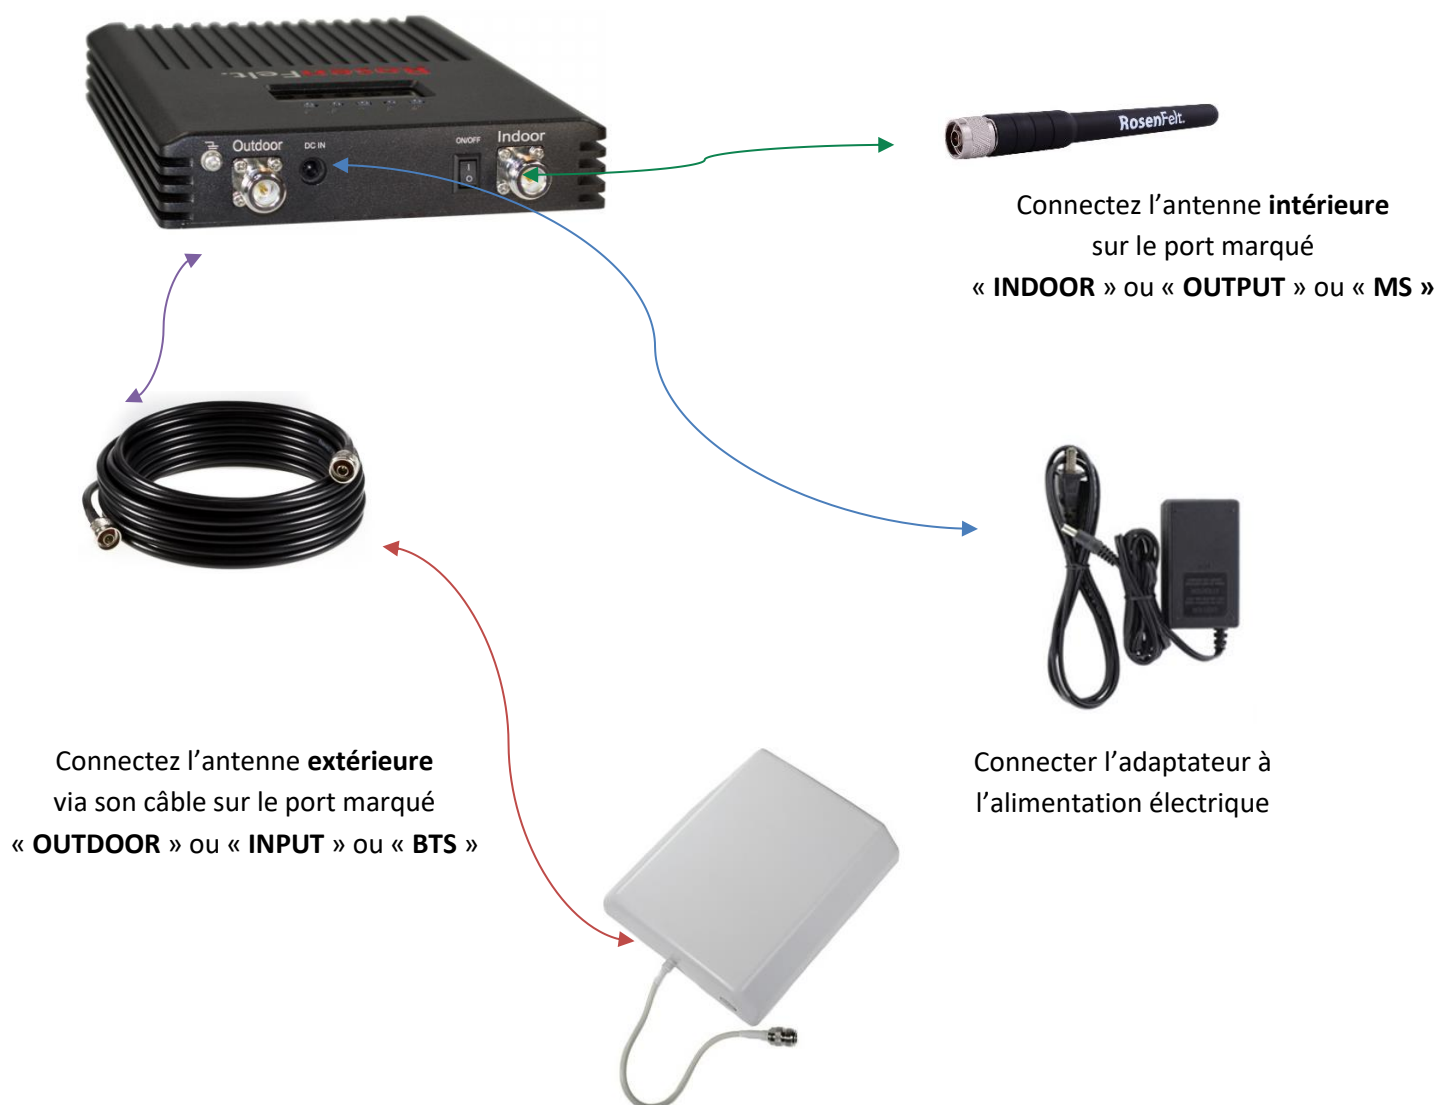 RosenFelt.
Outdoor
DC IN
ON/OFF
Indoor
I
O
RosenFelt.
Connectez l’antenne intérieure
sur le port marqué
« INDOOR » ou « OUTPUT » ou « MS »
Connectez l’antenne extérieure
via son câble sur le port marqué
« OUTDOOR » ou « INPUT » ou « BTS »
Connecter l’adaptateur à
l’alimentation électrique